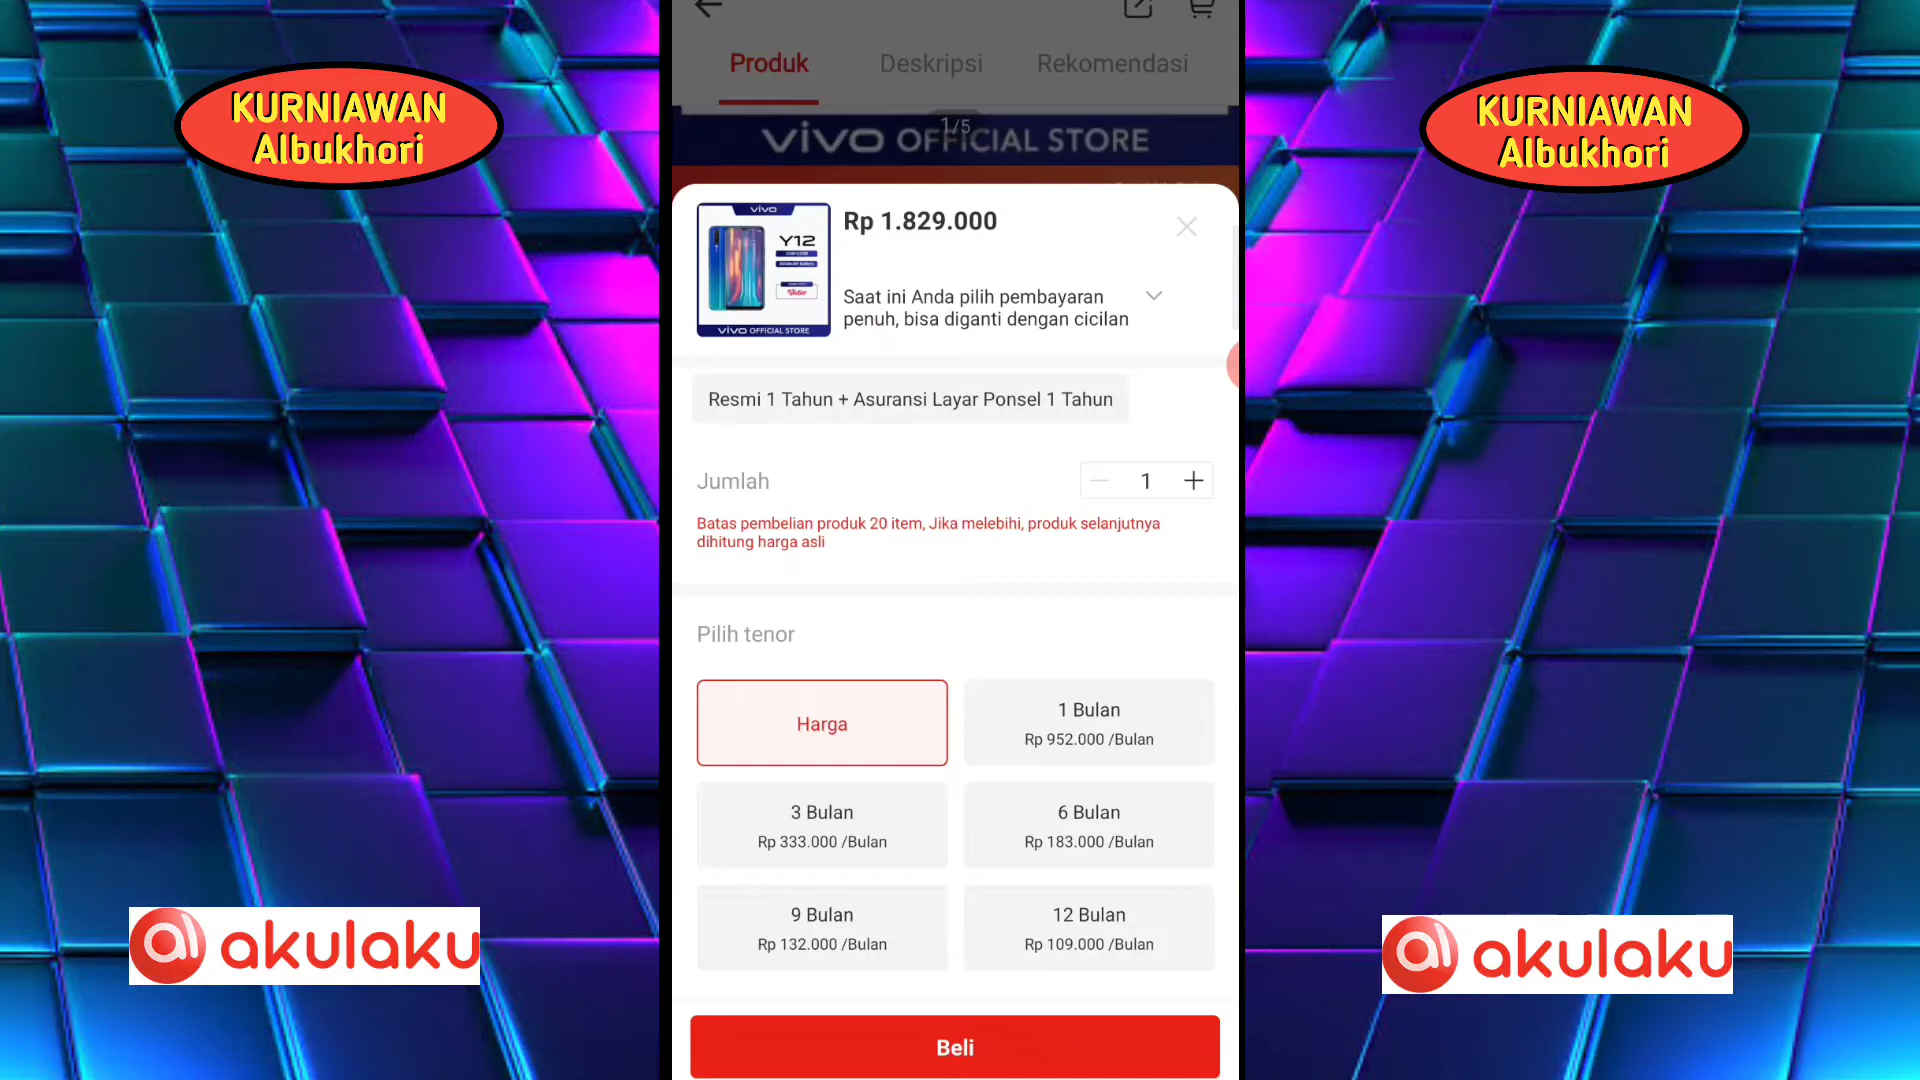 KURNIAWAN
Albukhori
Produk
Deskripsi
Rekomendasi
1/5
vivo OFFICIAL STORE
KURNIAWAN
Albukhori
vivo
Y12
Vidio
vivo OFFICIAL STORE
Rp 1.829.000
Saat ini Anda pilih pembayaran
penuh, bisa diganti dengan cicilan
Resmi 1 Tahun + Asuransi Layar Ponsel 1 Tahun
Jumlah
1
Batas pembelian produk 20 item, Jika melebihi, produk selanjutnya
dihitung harga asli
Pilih tenor
Harga
1 Bulan
Rp 952.000 /Bulan
3 Bulan
Rp 333.000 /Bulan
6 Bulan
Rp 183.000 /Bulan
9 Bulan
Rp 132.000 /Bulan
12 Bulan
Rp 109.000 /Bulan
Beli
akulaku
akulaku